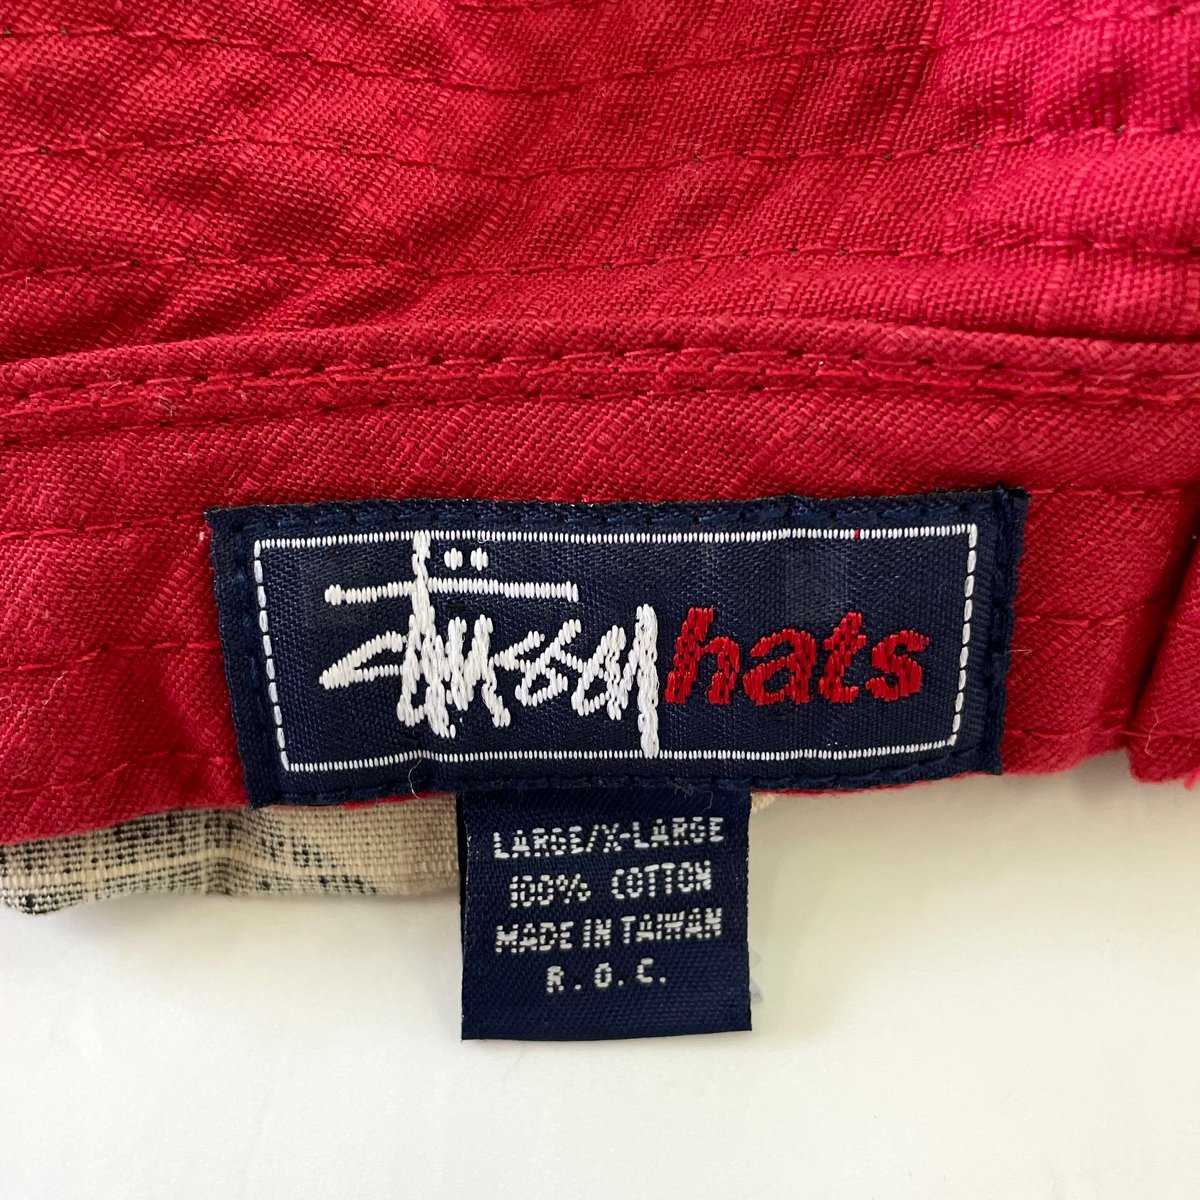 Stüssy hats
LARGE/X-LARGE
100% COTTON
MADE IN TAIWAN
R.O.C.